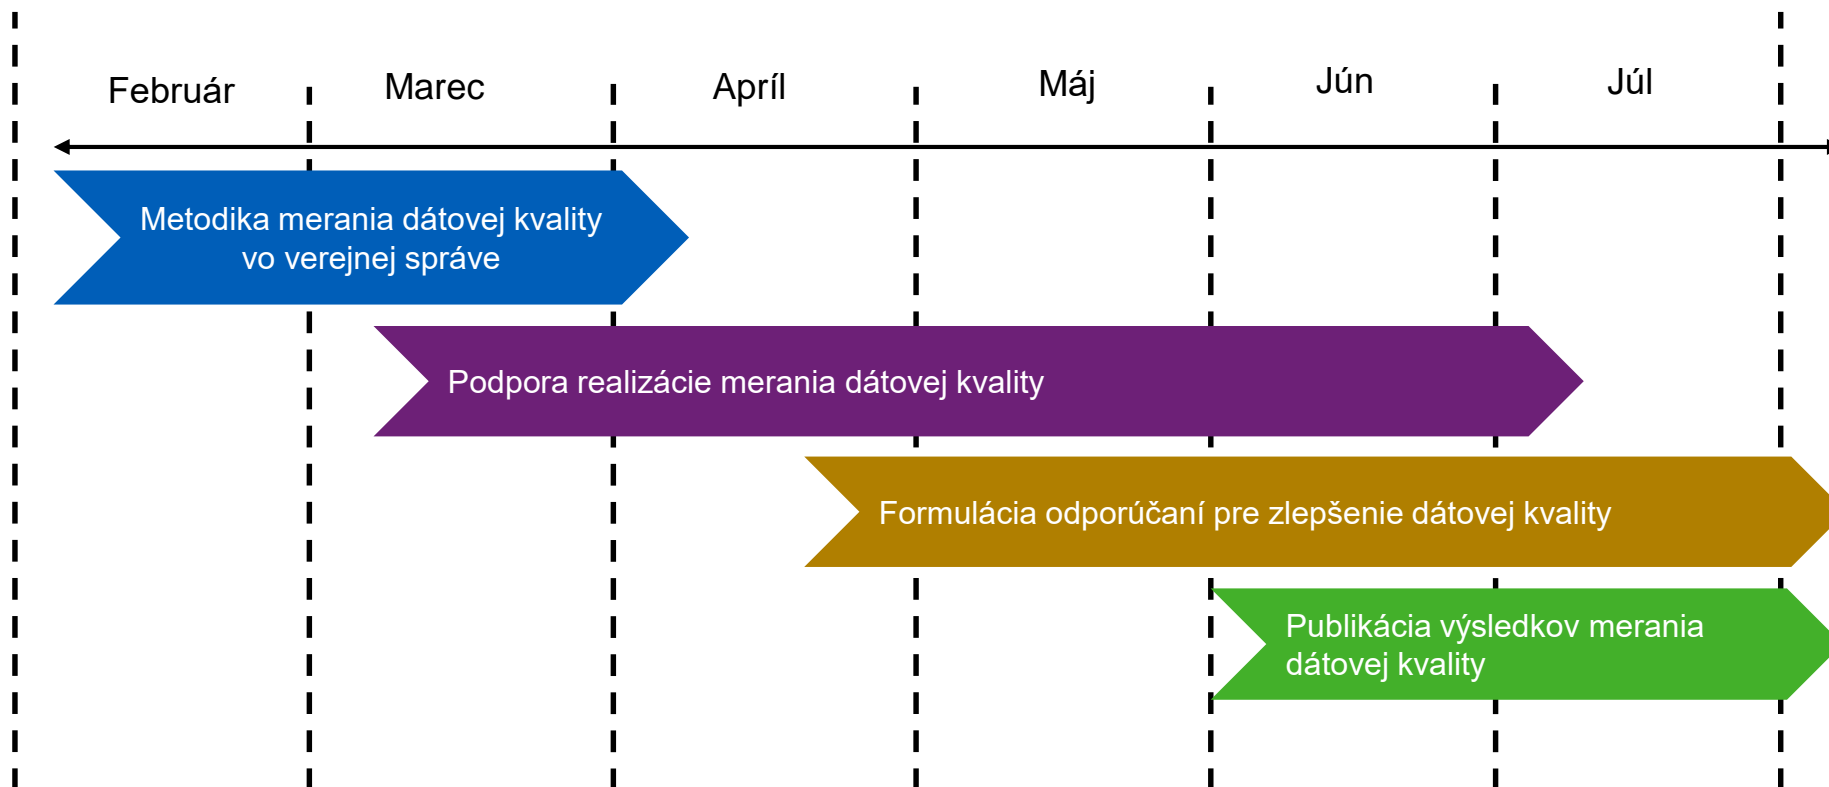 Február
Marec
Apríl
Máj
Jún
Júl
Metodika merania dátovej kvality
vo verejnej správe
Podpora realizácie merania dátovej kvality
Formulácia odporúčaní pre zlepšenie dátovej kvality
Publikácia výsledkov merania
dátovej kvality